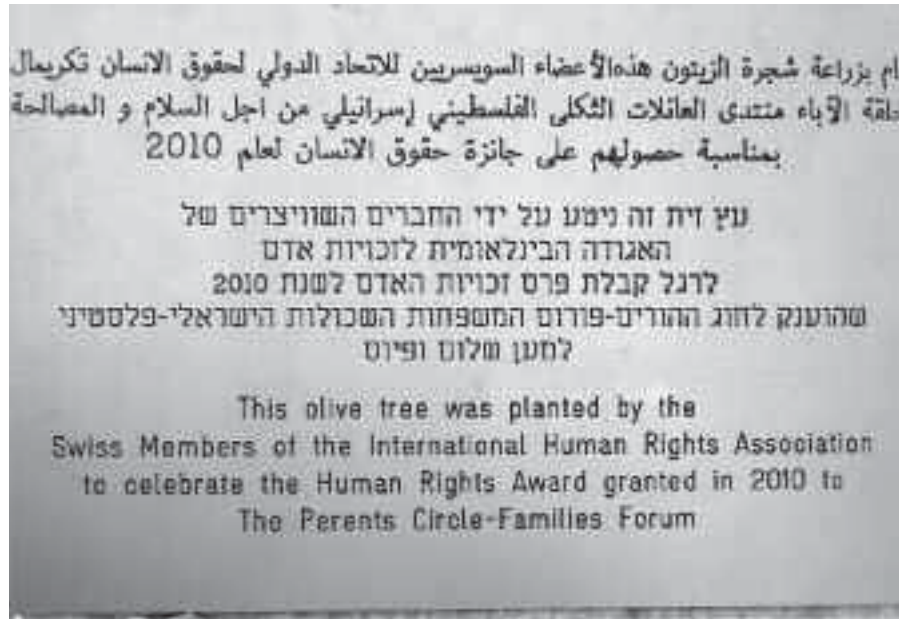 ام بزراعة شجرة الزيتون هذه الأعضاء السويسريين للاتحاد الدولي لحقوق الانسان تكريمال
حلقة الآباء منتدى العائلات الثكلى الفلسطيني إسرائيلي من اجل السلام و المصالحة
بمناسبة حصولهم على جائزة حقوق الانسان لعام 2010
עץ זית זה ניטע על ידי החברים השוויצרים של
האגודה הבינלאומית לזכויות אדם
לרגל קבלת פרס זכויות האדם לשנת 2010
שהוענק לחוג ההורים-פורום המשפחות השכולות הישראלי-פלסטיני
למען שלום ופיוס
This olive tree was planted by the
Swiss Members of the International Human Rights Association
to celebrate the Human Rights Award granted in 2010 to
The Perents Circle-Families Forum